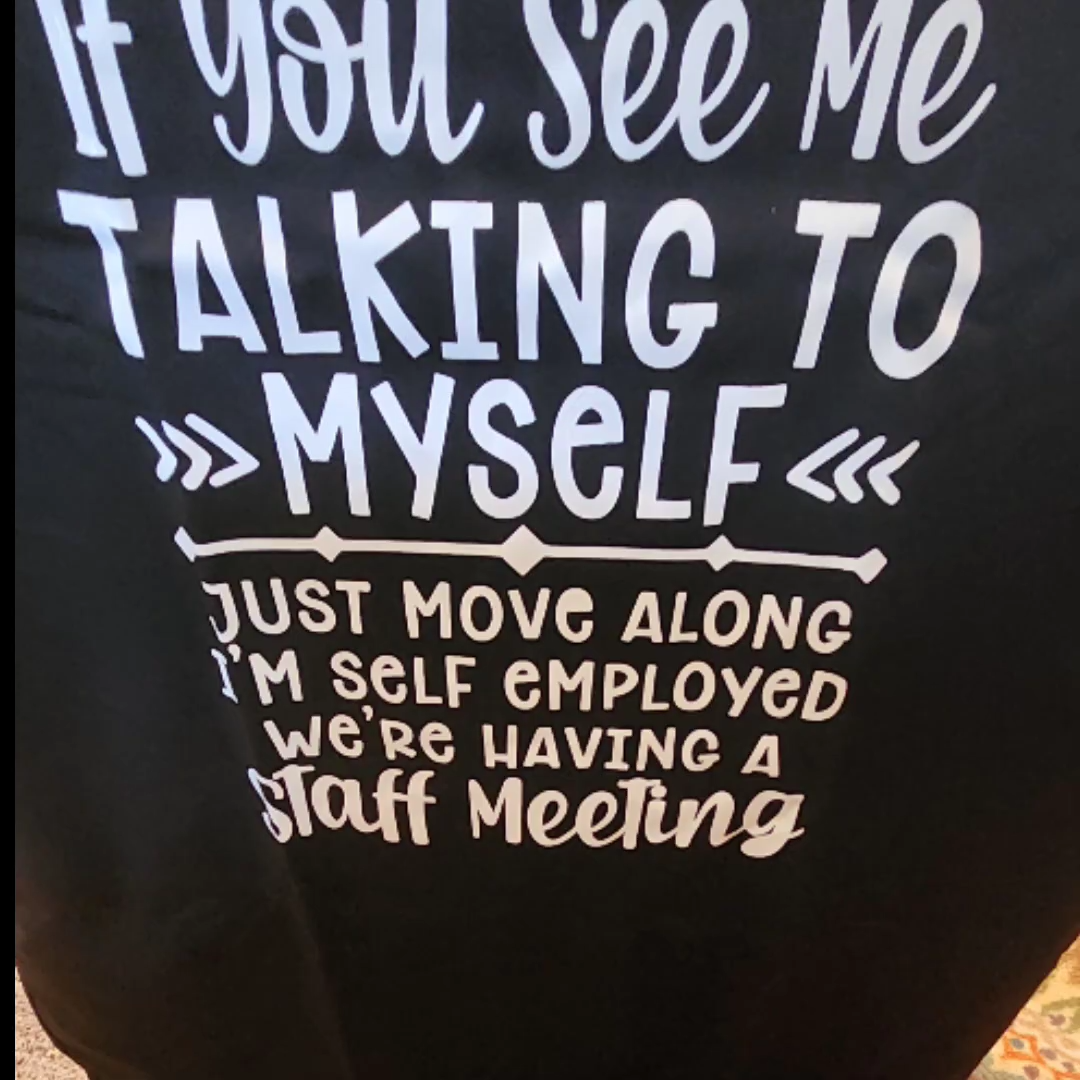 If you see Me
TALKING TO
MYSeLF
JUST MOVe ALONG
I'M SeLF eMPLOYeD
We'Re HAVING A
Staff Meeting